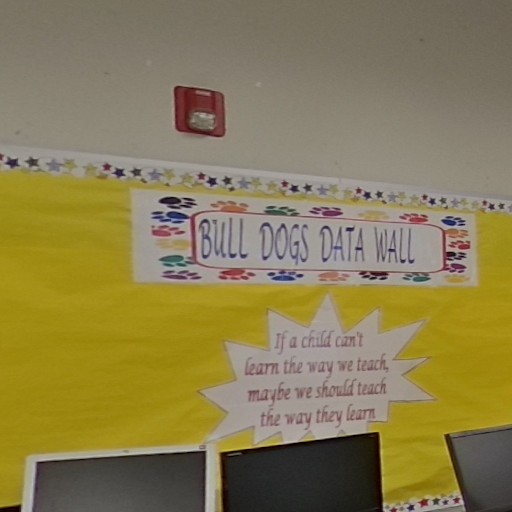 BULL DOGS DATA WALL
If a child can't
learn the way we teach,
maybe we should teach
the way they learn